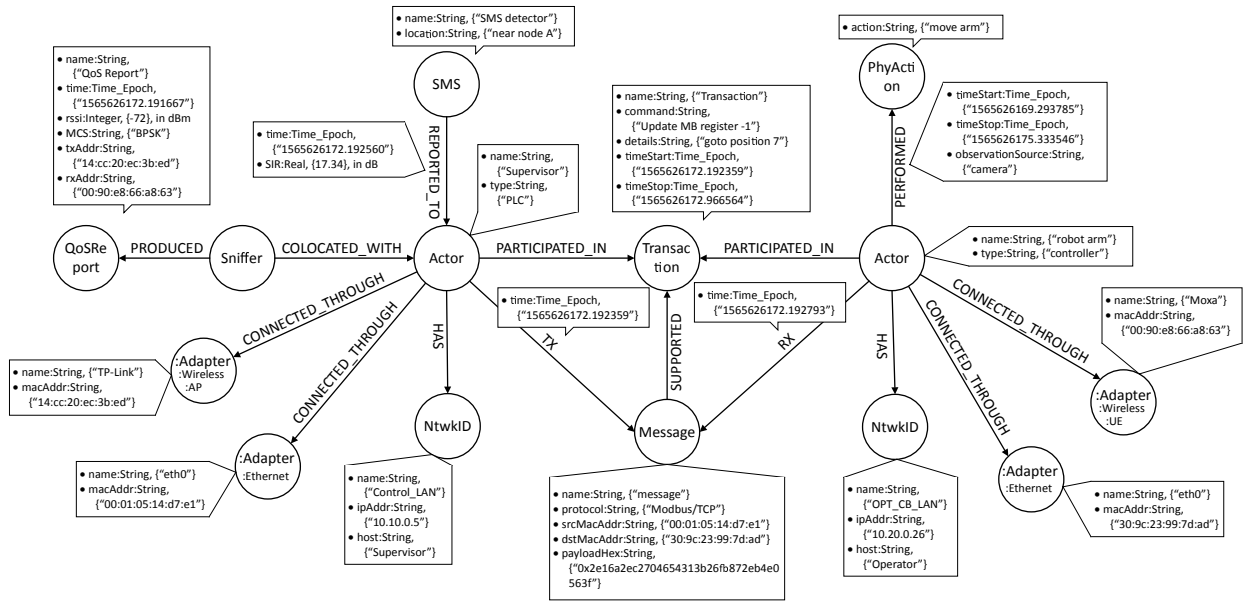 • name:String, {“SMS detector”}
• location:String, {“near node A”}
SMS
• action:String, {“move arm”}
PhyActi
on
• name:String,
{“QoS Report”}
• time:Time_Epoch,
{“1565626172.191667”}
• rssi:Integer, {-72}, in dBm
• MCS:String, {“BPSK”}
• txAddr:String,
{“14:cc:20:ec:3b:ed”}
• rxAddr:String,
{“00:90:e8:66:a8:63”}
• time:Time_Epoch,
{“1565626172.192560”}
• SIR:Real, {17.34}, in dB
REPORTED_TO
• name:String,
{“Supervisor”}
• type:String,
{“PLC”}
• name:String, {“Transaction”}
• command:String,
{“Update MB register -1”}
• details:String, {“goto position 7”}
• timeStart:Time_Epoch,
{“1565626172.192359”}
• timeStop:Time_Epoch,
{“1565626172.966564”}
PERFORMED
• timeStart:Time_Epoch,
{“1565626169.293785”}
• timeStop:Time_Epoch,
{“1565626175.333546”}
• observationSource:String,
{“camera”}
QoSRe
port
PRODUCED
Sniffer
COLOCATED_WITH
Actor
PARTICIPATED_IN
Transac
tion
PARTICIPATED_IN
Actor
• name:String, {“robot arm”}
• type:String, {“controller”}
CONNECTED_THROUGH
CONNECTED_THROUGH
HAS
• time:Time_Epoch,
{“1565626172.192359”}
TX
SUPPORTED
• time:Time_Epoch,
{“1565626172.192793”}
RX
HAS
CONNECTED_THROUGH
CONNECTED_THROUGH
• name:String, {“Moxa”}
• macAddr:String,
{“00:90:e8:66:a8:63”}
• name:String, {“TP-Link”}
• macAddr:String,
{“14:cc:20:ec:3b:ed”}
:Adapter
:Wireless
:AP
:Adapter
:Wireless
:UE
NtwkID
Message
NtwkID
• name:String, {“eth0”}
• macAddr:String,
{“00:01:05:14:d7:e1”}
:Adapter
:Ethernet
:Adapter
:Ethernet
• name:String, {“eth0”}
• macAddr:String,
{“30:9c:23:99:7d:ad”}
• name:String,
{“Control_LAN”}
• ipAddr:String,
{“10.10.0.5”}
• host:String,
{“Supervisor”}
• name:String, {“message”}
• protocol:String, {“Modbus/TCP”}
• srcMacAddr:String, {“00:01:05:14:d7:e1”}
• dstMacAddr:String, {“30:9c:23:99:7d:ad”}
• payloadHex:String,
{“0x2e16a2ec2704654313b26fb872eb4e0
563f”}
• name:String,
{“OPT_CB_LAN”}
• ipAddr:String,
{“10.20.0.26”}
• host:String,
{“Operator”}